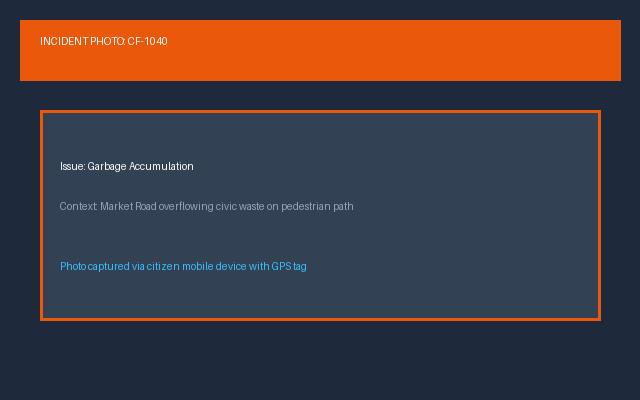 INCIDENT PHOTO: CF-1040
Issue: Garbage Accumulation
Context: Market Road overflowing civic waste on pedestrian path
Photo captured via citizen mobile device with GPS tag